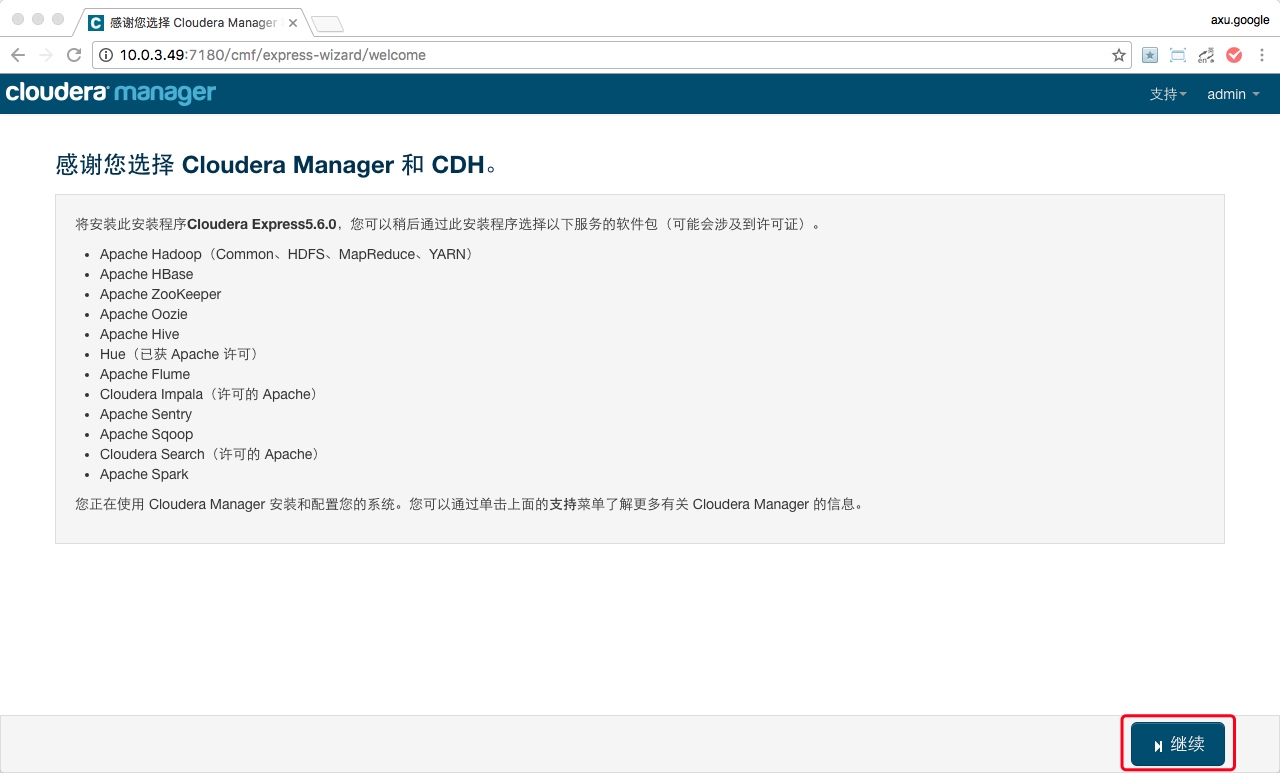 感谢您选择 Cloudera Manager
axu.google
10.0.3.49:7180/cmf/express-wizard/welcome
en
cloudera manager
支持
admin
感谢您选择 Cloudera Manager 和 CDH。
将安装此安装程序Cloudera Express5.6.0，您可以稍后通过此安装程序选择以下服务的软件包（可能会涉及到许可证）。
Apache Hadoop（Common、HDFS、MapReduce、YARN）
Apache HBase
Apache ZooKeeper
Apache Oozie
Apache Hive
Hue（已获 Apache 许可）
Apache Flume
Cloudera Impala（许可的 Apache）
Apache Sentry
Apache Sqoop
Cloudera Search（许可的 Apache）
Apache Spark
您正在使用 Cloudera Manager 安装和配置您的系统。您可以通过单击上面的支持菜单了解更多有关 Cloudera Manager 的信息。
继续